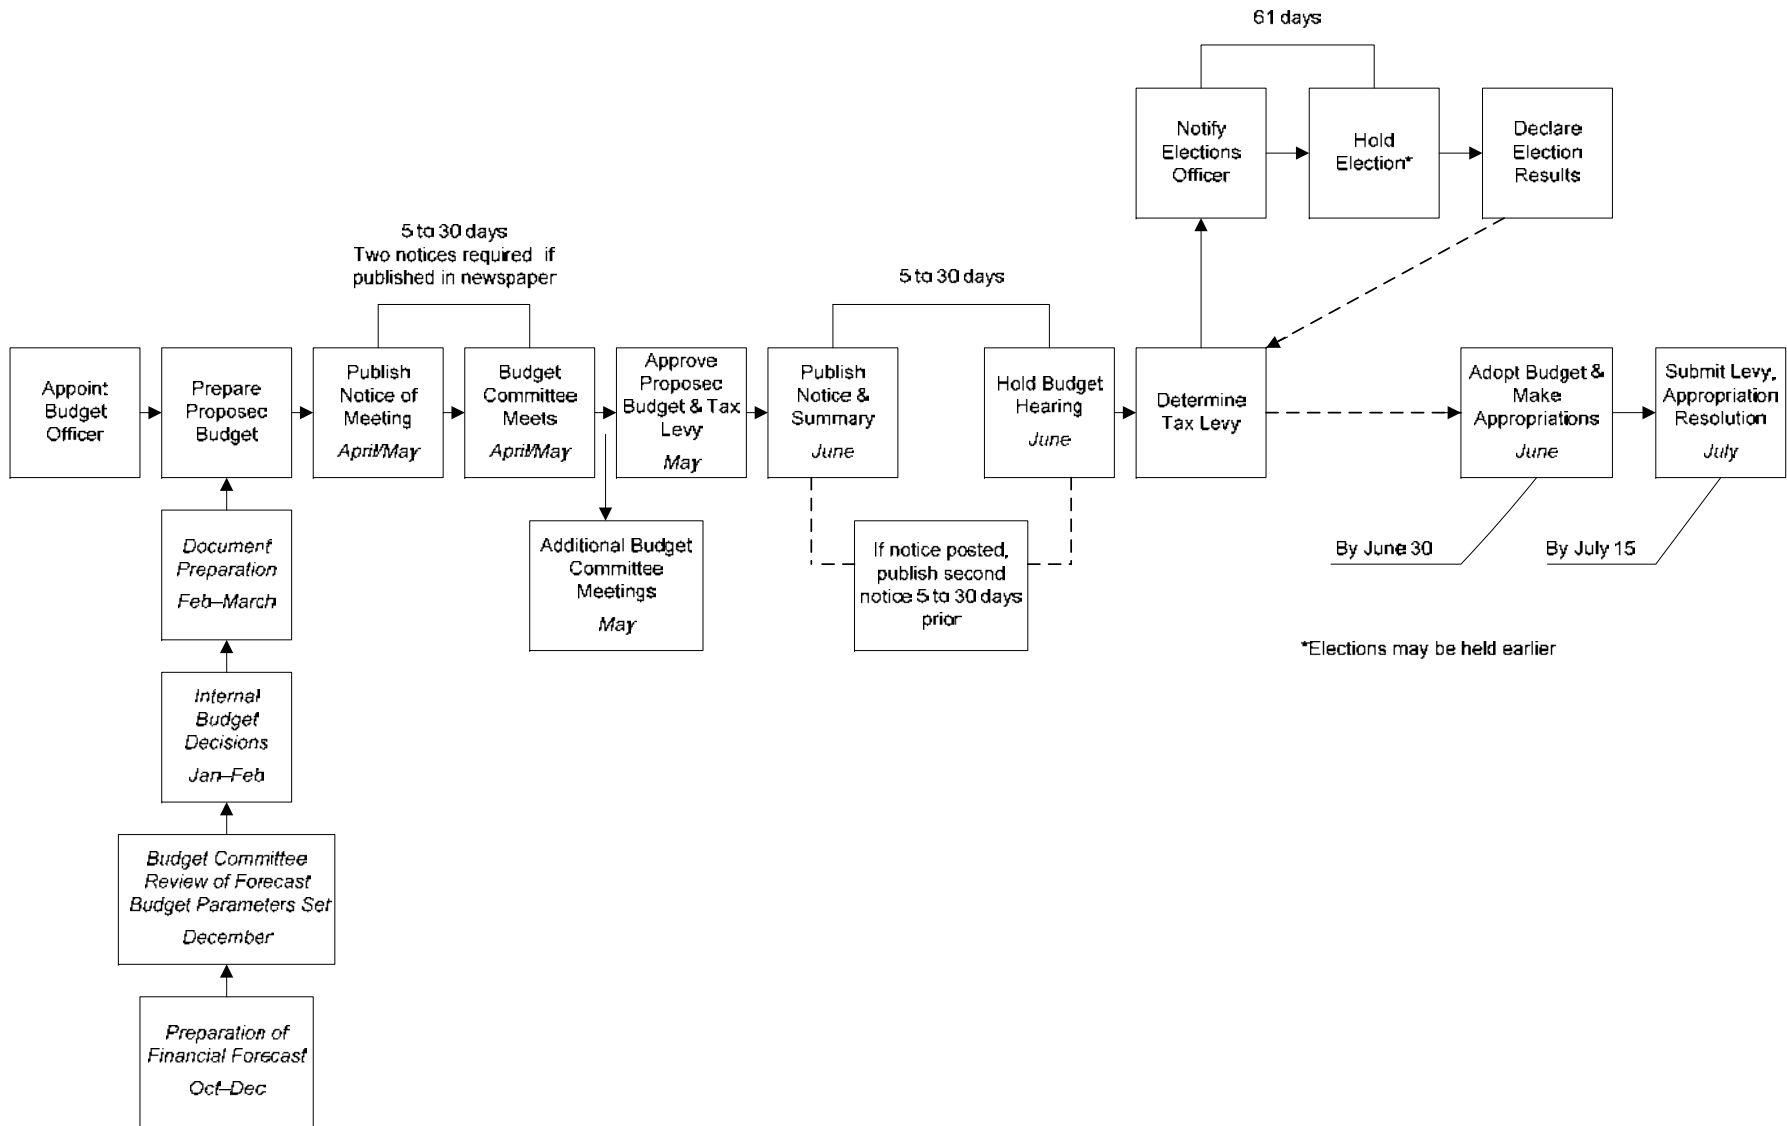 61 days
Notify
Elections
Officer
Hold
Election*
Declare
Election
Results
5 to 30 days
Two notices required if
published in newspaper
5 to 30 days
Appoint
Budget
Officer
Prepare
Proposec
Budget
Publish
Notice of
Meeting
April/May
Budget
Committee
Meets
April/May
Approve
Proposec
Budget & Tax
Levy
May
Publish
Notice &
Summary
June
Hold Budget
Hearing
June
Determine
Tax Levy
Adopt Budget &
Make
Appropriations
June
Submit Levy,
Appropriation
Resolution
July
Document
Preparation
Feb–March
Additional Budget
Committee
Meetings
May
If notice posted,
publish second
notice 5 to 30 days
prior
By June 30
By July 15
*Elections may be held earlier
Internal
Budget
Decisions
Jan–Feb
Budget Committee
Review of Forecast
Budget Parameters Set
December
Preparation of
Financial Forecast
Oct–Dec